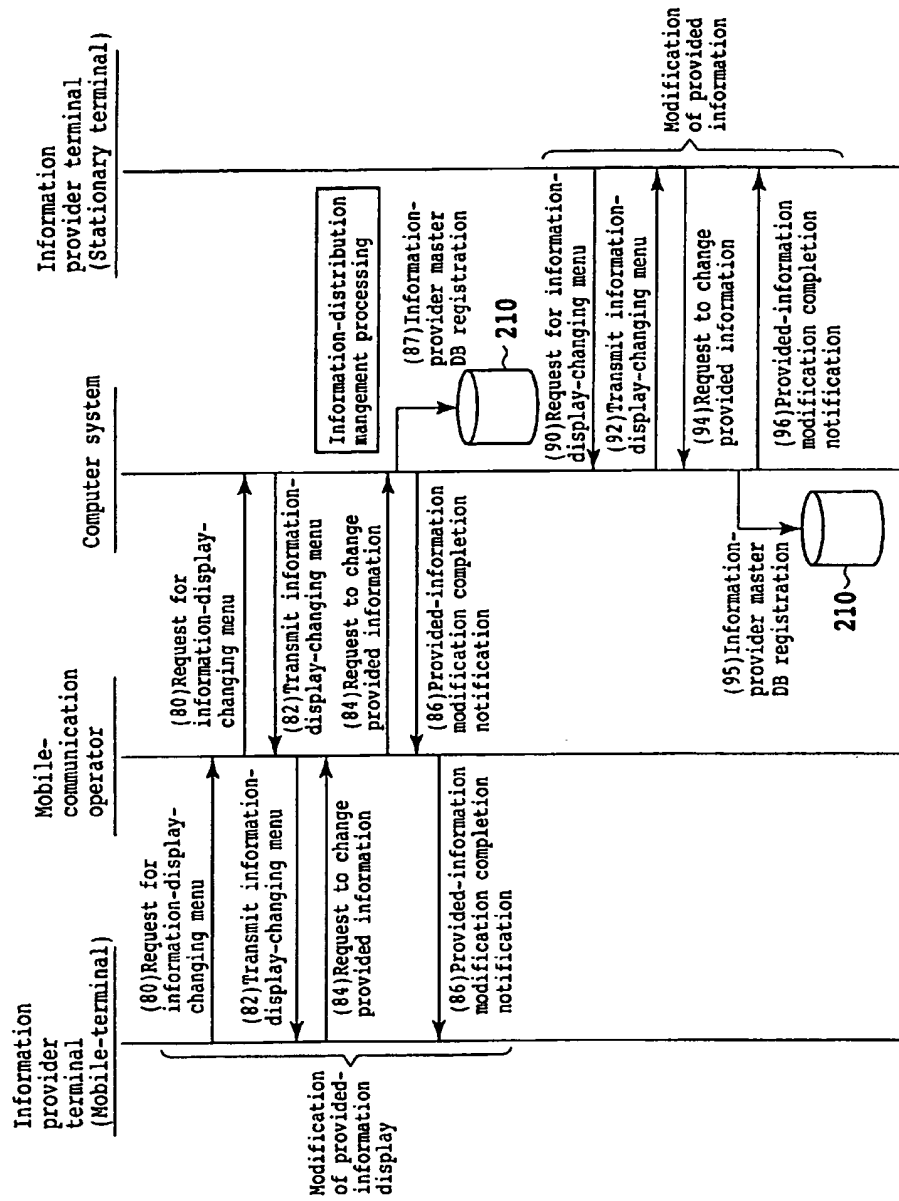 Information
provider
terminal
(Mobile-terminal)
Mobile-
communication
operator
Computer system
Information
provider terminal
(Stationary terminal)
(80)Request for
information-display-
changing menu
(80)Request for
information-display-
changing menu
(82)Transmit information-
display-changing menu
(82)Transmit information-
display-changing menu
(84)Request to change
provided information
(84)Request to change
provided information
(86)Provided-information
modification completion
notification
(86)Provided-information
modification completion
notification
Modification
of provided-
information
display
Information-distribution
mangement processing
(87)Information-
provider master
DB registration
210
(90)Request for information-
display-changing menu
(92)Transmit information-
display-changing menu
(94)Request to change
provided information
(95)Information-
provider master
DB registration
210
(96)Provided-information
modification completion
notification
Modification
of provided
information